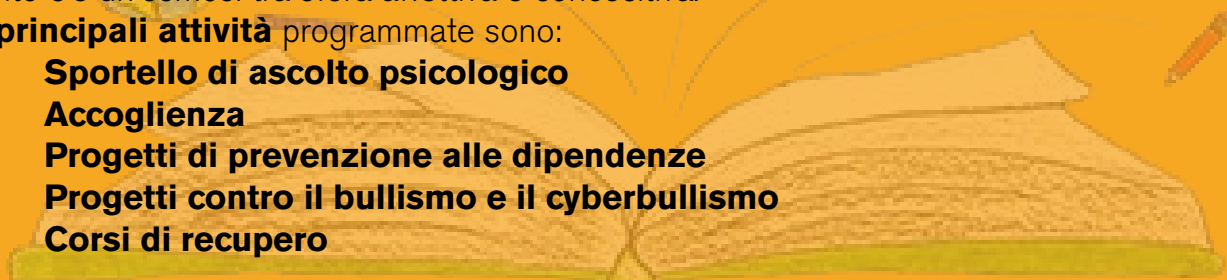 principali attività programmate sono:
Sportello di ascolto psicologico
Accoglienza
Progetti di prevenzione alle dipendenze
Progetti contro il bullismo e il cyberbullismo
Corsi di recupero